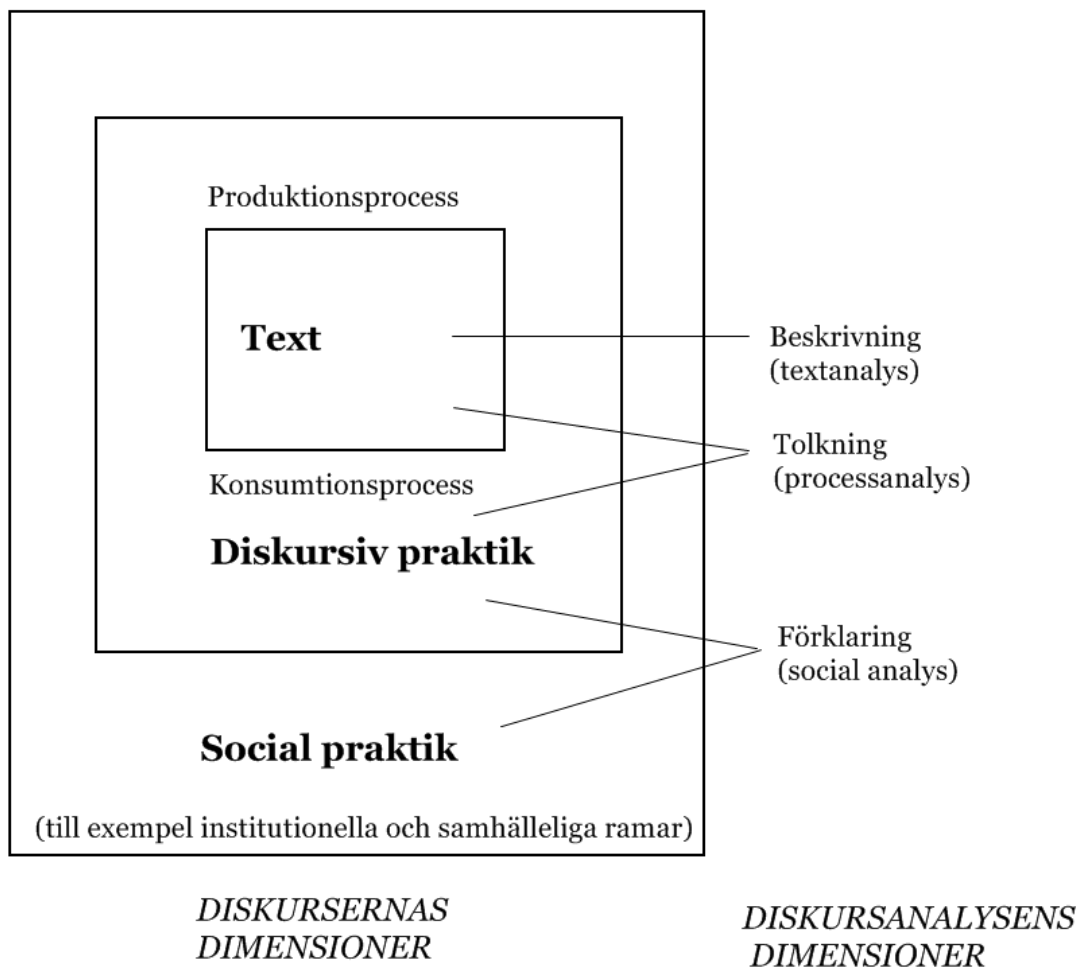 Produktionsprocess
Text
Beskrivning
(textanalys)
Tolkning
(processanalys)
Konsumtionsprocess
Diskursiv praktik
Förklaring
(social analys)
Social praktik
(till exempel institutionella och samhälleliga ramar)
DISKURSERNAS
DIMENSIONER
DISKURSANALYSENS
DIMENSIONER